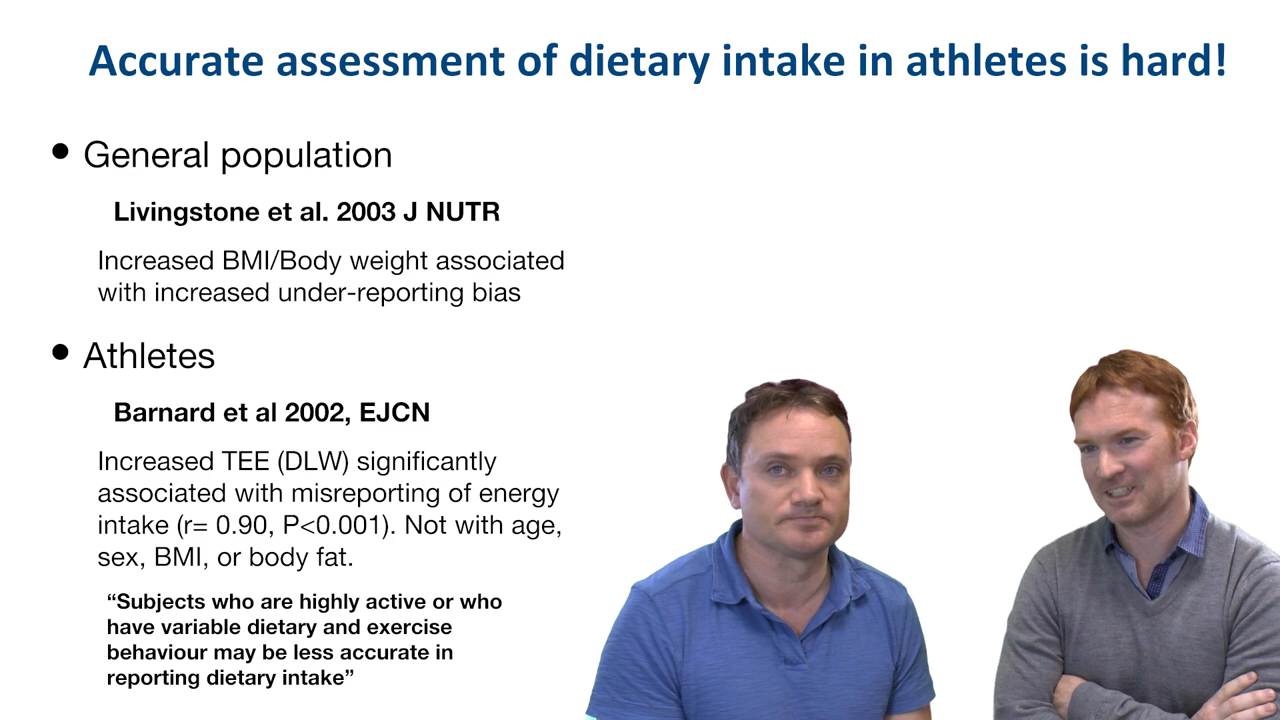 Accurate assessment of dietary intake in athletes is hard!
• General population
Livingstone et al. 2003 J NUTR
Increased BMI/Body weight associated
with increased under-reporting bias
• Athletes
Barnard et al 2002, EJCN
Increased TEE (DLW) significantly
associated with misreporting of energy
intake (r= 0.90, P<0.001). Not with age,
sex, BMI, or body fat.
“Subjects who are highly active or who
have variable dietary and exercise
behaviour may be less accurate in
reporting dietary intake”